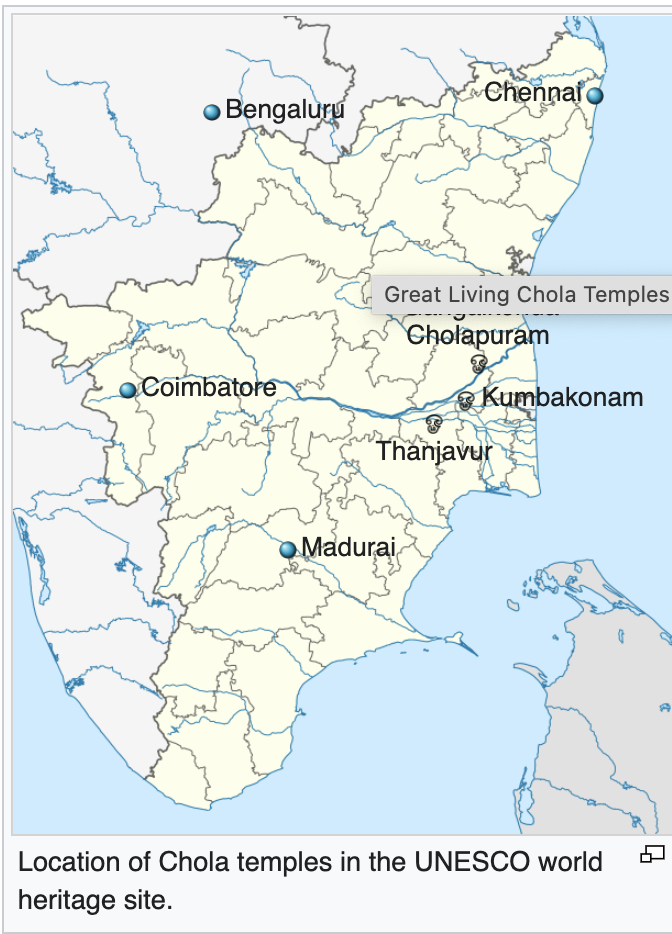 Chennai
Bengaluru
Great Living Chola Temples
Cholapuram
Coimbatore
Kumbakonam
Thanjavur
Madurai
Location of Chola temples in the UNESCO world
heritage site.